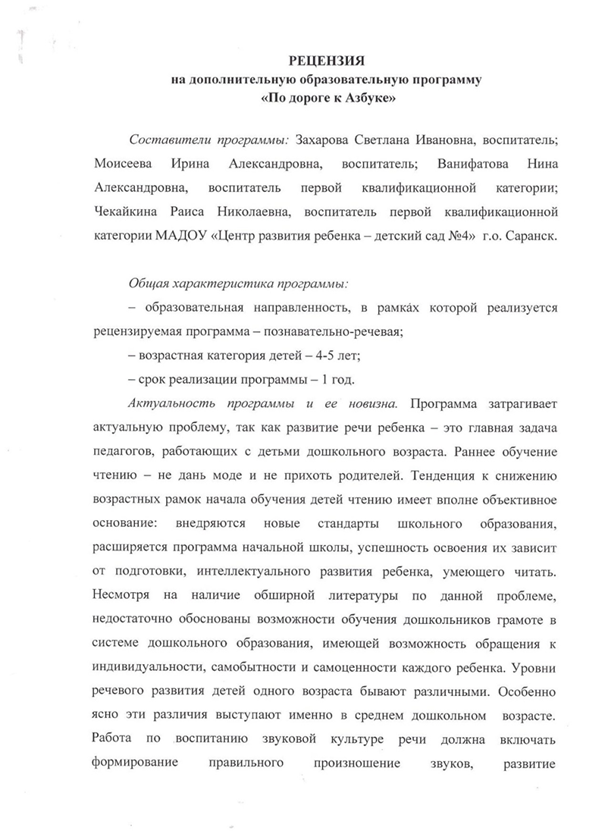 РЕЦЕНЗИЯ
на дополнительную образовательную программу
«По дороге к Азбуке»
Составители программы: Захарова Светлана Ивановна, воспитатель;
Моисеева Ирина Александровна, воспитатель; Ванифатова Нина
Александровна, воспитатель первой квалификационной категории;
Чекайкина Раиса Николаевна, воспитатель первой квалификационной
категории МАДОУ «Центр развития ребенка – детский сад №4» г.о. Саранск.
Общая характеристика программы:
– образовательная направленность, в рамках которой реализуется
рецензируемая программа – познавательно-речевая;
– возрастная категория детей – 4-5 лет;
– срок реализации программы – 1 год.
Актуальность программы и ее новизна. Программа затрагивает
актуальную проблему, так как развитие речи ребенка – это главная задача
педагогов, работающих с детьми дошкольного возраста. Раннее обучение
чтению – не дань моде и не прихоть родителей. Тенденция к снижению
возрастных рамок начала обучения детей чтению имеет вполне объективное
основание: внедряются новые стандарты школьного образования,
расширяется программа начальной школы, успешность освоения их зависит
от подготовки, интеллектуального развития ребенка, умеющего читать.
Несмотря на наличие обширной литературы по данной проблеме,
недостаточно обоснованы возможности обучения дошкольников грамоте в
системе дошкольного образования, имеющей возможность обращения к
индивидуальности, самобытности и самоценности каждого ребенка. Уровни
речевого развития детей одного возраста бывают различными. Особенно
ясно эти различия выступают именно в среднем дошкольном возрасте.
Работа по воспитанию звуковой культуре речи должна включать
формирование правильного произношение звуков, развитие